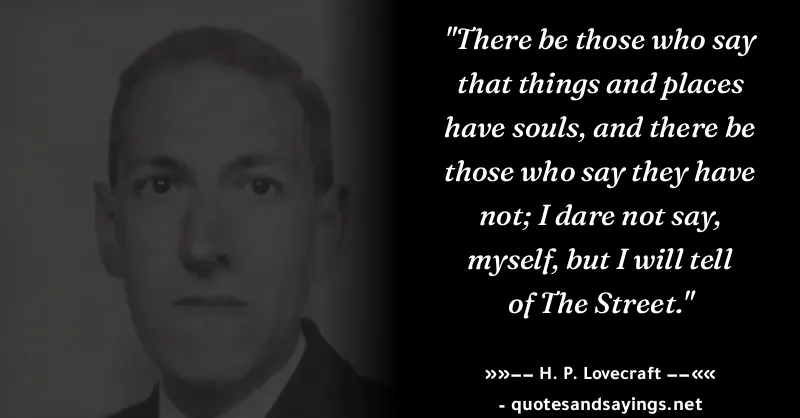 "There be those who say
that things and places
have souls, and there be
those who say they have
not; I dare not say,
myself, but I will tell
of The Street."
»»−− H. P. Lovecraft −−««
- quotesandsayings.net